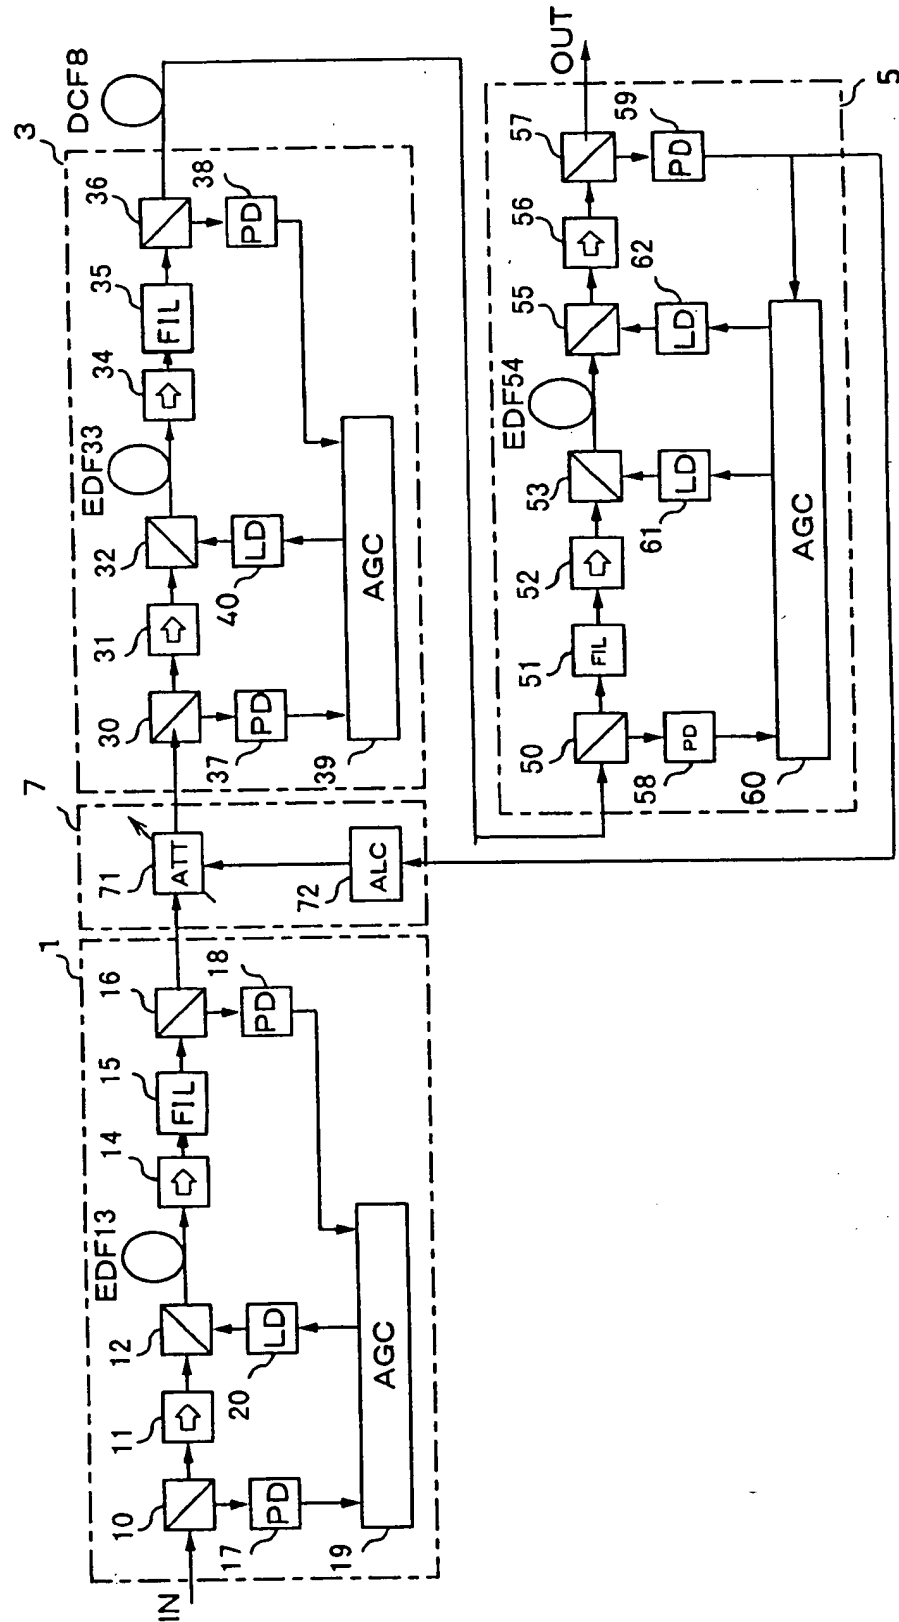 IN
1
10
11
12
EDF13
14
15
FIL
16
PD
17
LD
20
PD
18
AGC
19
7
ATT
71
ALC
72
3
30
31
32
EDF33
34
35
FIL
36
DCF8
PD
37
LD
40
PD
38
AGC
39
5
50
51
FIL
52
53
EDF54
55
56
57
OUT
PD
58
LD
61
LD
62
PD
59
AGC
60